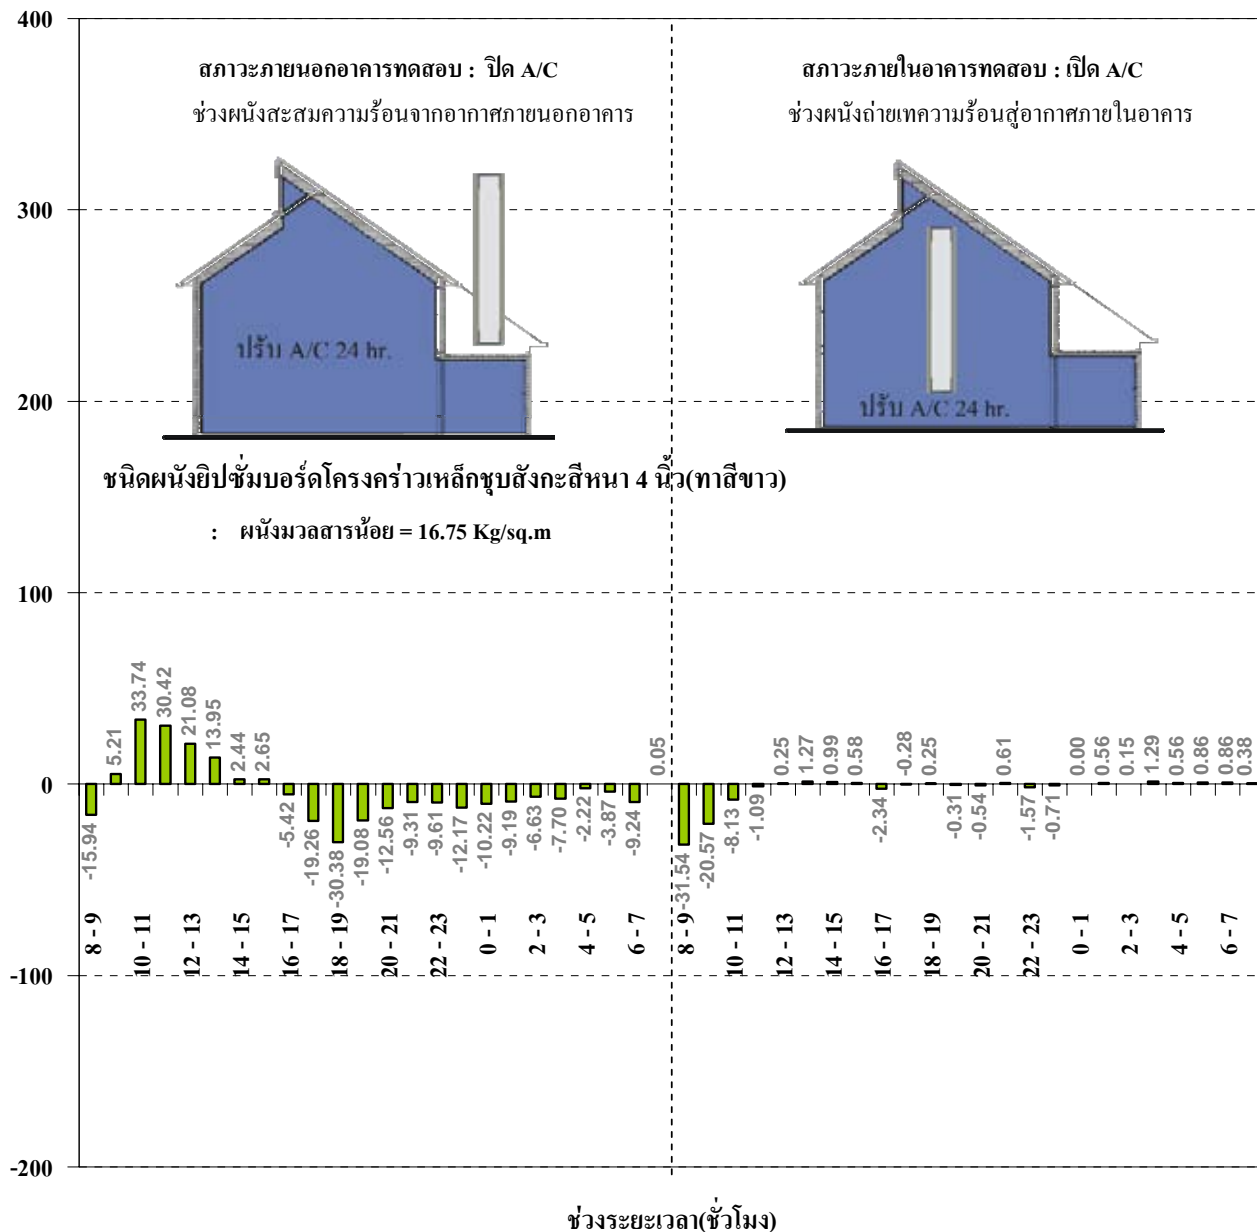 400
สภาวะภายนอกอาคารทดสอบ : ปิด A/C
สภาวะภายในอาคารทดสอบ : เปิด A/C
ช่วงผนังสะสมความร้อนจากอากาศภายนอกอาคาร
ช่วงผนังถ่ายเทความร้อนสู่อากาศภายในอาคาร
300
ปรับ A/C 24 hr.
ปรับ A/C 24 hr.
200
ชนิดผนังยิปซั่มบอร์ดโครงคร่าวเหล็กชุบสังกะสีหนา 4 นิ้ว(ทาสีขาว)
: ผนังมวลสารน้อย = 16.75 Kg/sq.m
100
0
-15.94
5.21
33.74
30.42
21.08
13.95
2.44
2.65
-5.42
-19.26
-30.38
-19.08
-12.56
-9.31
-9.61
-12.17
-10.22
-9.19
-6.63
-7.70
-2.22
-3.87
-9.24
0.05
-31.54
-20.57
-8.13
-1.09
0.25
1.27
0.99
0.58
-2.34
-0.28
0.25
-0.31
-0.54
0.61
-1.57
-0.71
0.00
0.56
0.15
1.29
0.56
0.86
0.86
0.38
8 - 9
10 - 11
12 - 13
14 - 15
16 - 17
18 - 19
20 - 21
22 - 23
0 - 1
2 - 3
4 - 5
6 - 7
8 - 9
10 - 11
12 - 13
14 - 15
16 - 17
18 - 19
20 - 21
22 - 23
0 - 1
2 - 3
4 - 5
6 - 7
-100
-200
ช่วงระยะเวลา(ชั่วโมง)